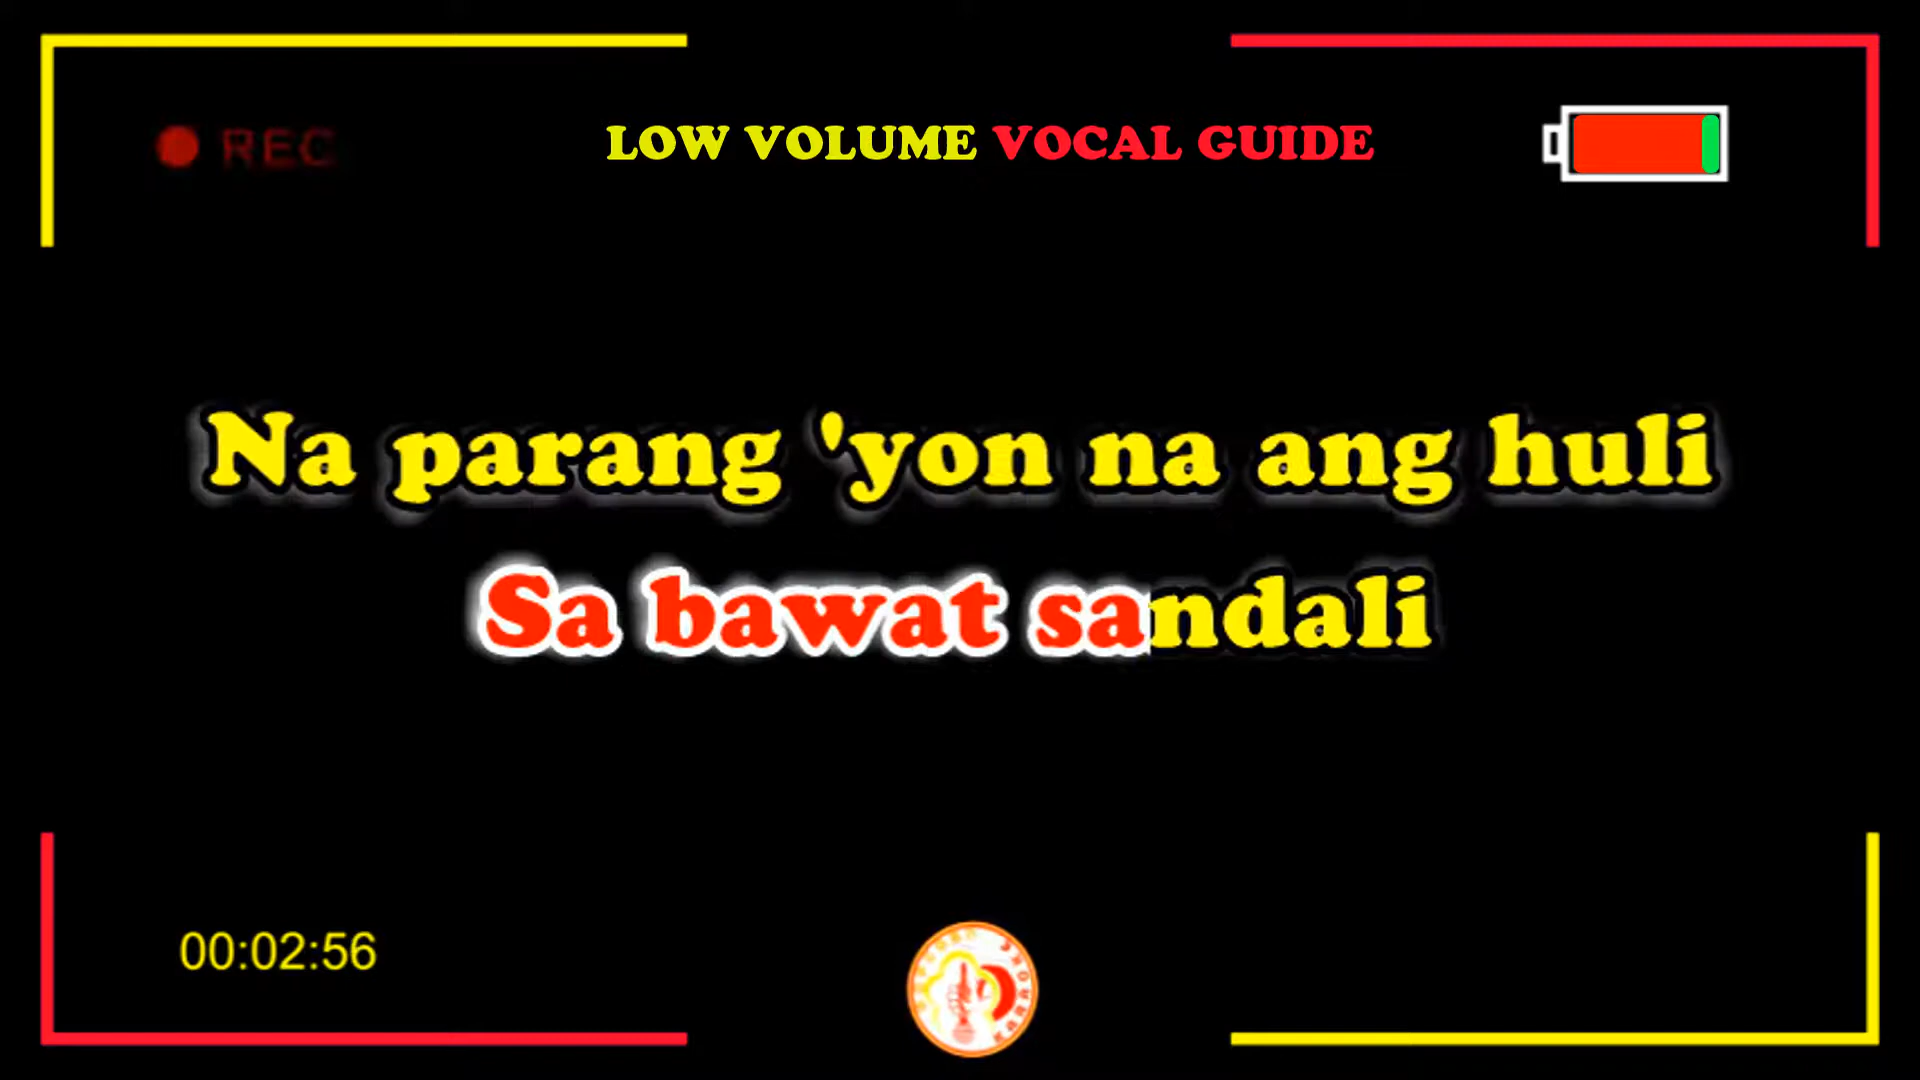 REC
LOW VOLUME VOCAL GUIDE
Na parang 'yon na ang huli
Sa bawat sandali
00:02:56